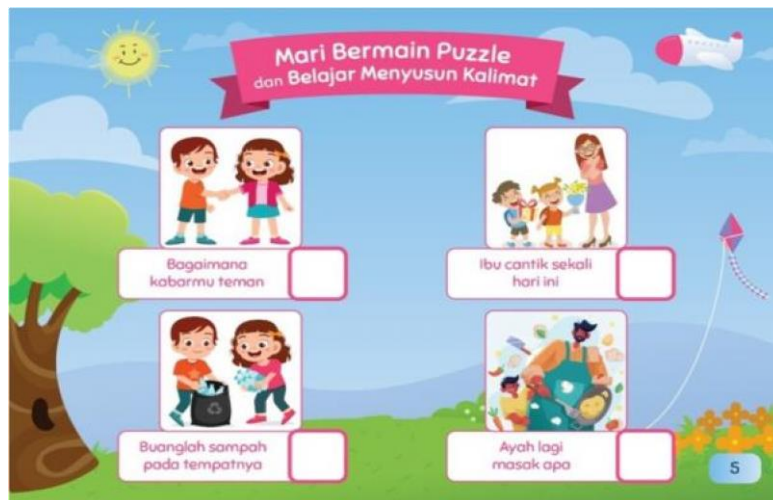 Mari Bermain Puzzle
dan Belajar Menyusun Kalimat
Bagaimana
kabarmu teman
Ibu cantik sekali
hari ini
Buanglah sampah
pada tempatnya
Ayah lagi
masak apa
5